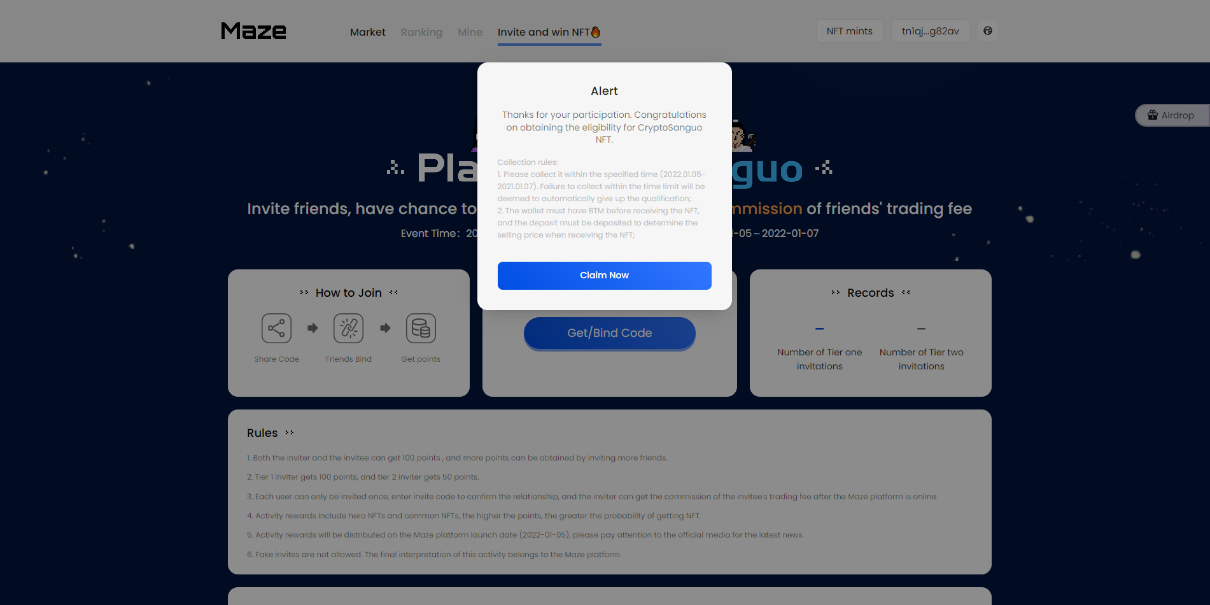 Maze
Market
Ranking
Mine
Invite and win NFT🔥
NFT mints
tn1qj...g82av
Alert
Thanks for your participation. Congratulations
on obtaining the eligibility for CryptoSanguo
NFT.
Collection rules:
1. Please collect it within the specified time (2022.01.05-
2021.01.07). Failure to collect within the time limit will be
deemed to automatically give up the qualification;
2. The wallet must have BTM before receiving the NFT,
and the deposit must be deposited to determine the
selling price when receiving the NFT;
Claim Now
Airdrop
Pla guo
Invite friends, have chance to mmission of friends' trading fee
Event Time: 20 1-05~2022-01-07
How to Join
Share Code
Friends Bind
Get points
Get/Bind Code
Records
Number of Tier one
invitations
Number of Tier two
invitations
Rules
1. Both the inviter and the invitee can get 100 points , and more points can be obtained by inviting more friends.
2. Tier 1 inviter gets 100 points, and tier 2 inviter gets 50 points.
3. Each user can only be invited once, enter invite code to confirm the relationship, and the inviter can get the commission of the invitee's trading fee after the Maze platform is online.
4. Activity rewards include hero NFTs and common NFTs, the higher the points, the greater the probability of getting NFT.
5. Activity rewards will be distributed on the Maze platform launch date (2022-01-05), please pay attention to the official media for the latest news.
6. Fake invites are not allowed. The final interpretation of this activity belongs to the Maze platform.